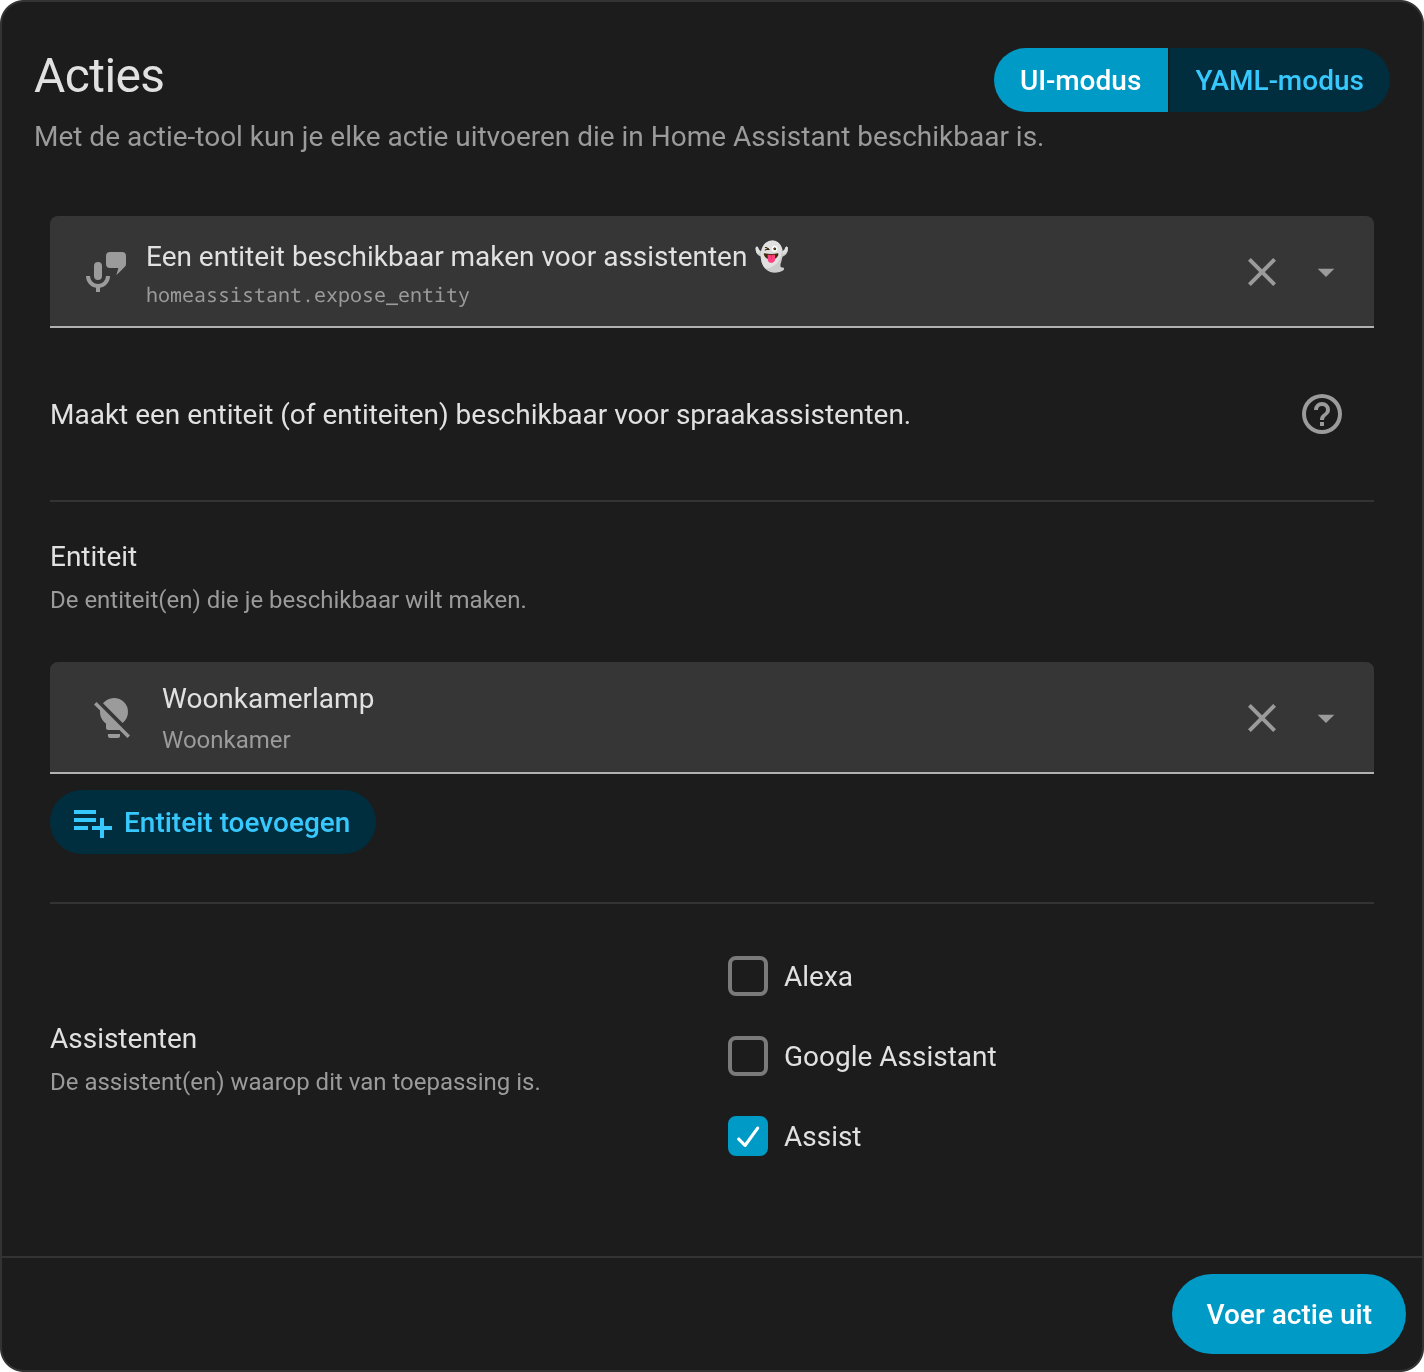 Acties
UI-modus
YAML-modus
Met de actie-tool kun je elke actie uitvoeren die in Home Assistant beschikbaar is.
Een entiteit beschikbaar maken voor assistenten 👻
homeassistant.expose_entity
Maakt een entiteit (of entiteiten) beschikbaar voor spraakassistenten.
Entiteit
De entiteit(en) die je beschikbaar wilt maken.
Woonkamerlamp
Woonkamer
Entiteit toevoegen
Assistenten
De assistent(en) waarop dit van toepassing is.
Alexa
Google Assistant
Assist
Voer actie uit